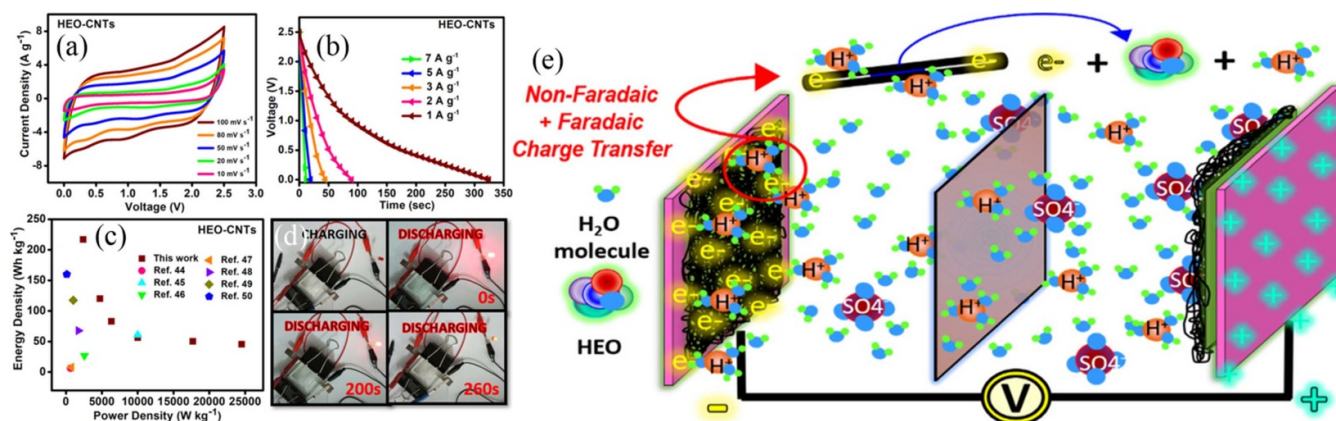 HEO-CNTs
(a)
Current Density (A g⁻¹)
8
4
0
-4
-8
100 mV s⁻¹
80 mV s⁻¹
50 mV s⁻¹
20 mV s⁻¹
10 mV s⁻¹
0.0 0.5 1.0 1.5 2.0 2.5 3.0
Voltage (V)
HEO-CNTs
(b)
Voltage (V)
2.5
2.0
1.5
1.0
0.5
0.0
7 A g⁻¹
5 A g⁻¹
3 A g⁻¹
2 A g⁻¹
1 A g⁻¹
0 50 100 150 200 250 300 350
Time (sec)
HEO-CNTs
(c)
Energy Density (Wh kg⁻¹)
250
200
150
100
50
0
This work
Ref. 44
Ref. 45
Ref. 46
Ref. 47
Ref. 48
Ref. 49
Ref. 50
0 5000 10000 15000 20000 25000
Power Density (W kg⁻¹)
(d)
CHARGING
DISCHARGING
0s
DISCHARGING
200s
DISCHARGING
260s
(e)
Non-Faradaic
+ Faradaic
Charge Transfer
H₂O
molecule
HEO
e- + + H⁺
e-
e-
H⁺
H⁺
SO4
SO4
SO4
SO4
SO4
SO4
V
-
+